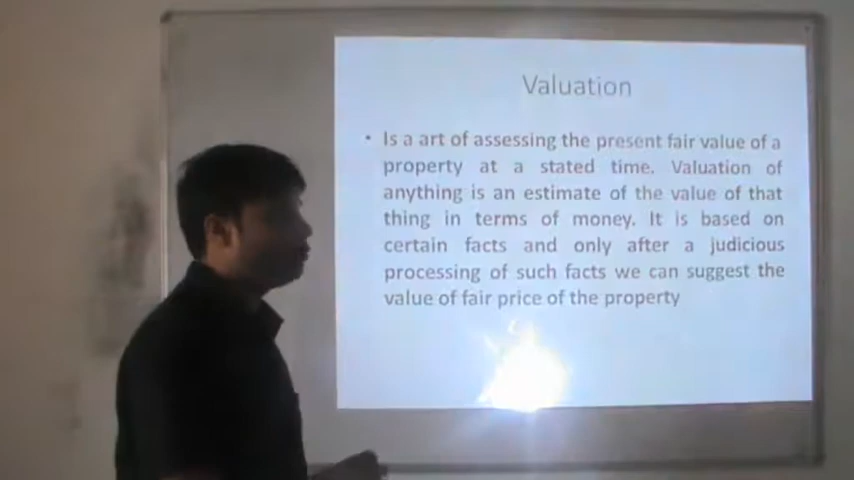 Valuation
• Is a art of assessing the present fair value of a
property at a stated time. Valuation of
anything is an estimate of the value of that
thing in terms of money. It is based on
certain facts and only after a judicious
processing of such facts we can suggest the
value of fair price of the property